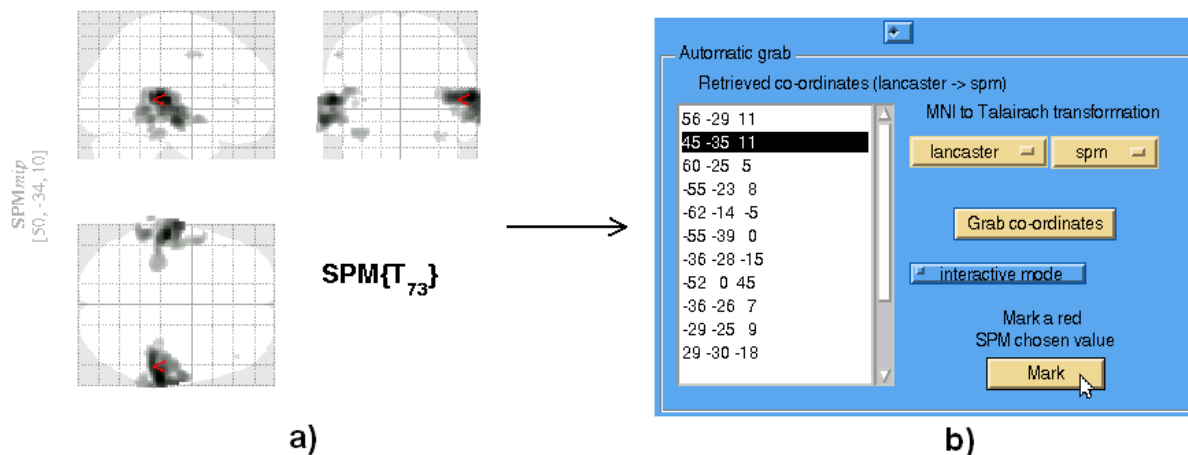 SPMmip
[50, -34, 10]
SPM{T73}
a)
Automatic grab
Retrieved co-ordinates (lancaster -> spm)
56 -29 11
45 -35 11
60 -25 5
-55 -23 8
-62 -14 -5
-55 -39 0
-36 -28 -15
-52 0 45
-36 -26 7
-29 -25 9
29 -30 -18
MNI to Talairach transformation
lancaster
spm
Grab co-ordinates
interactive mode
Mark a red
SPM chosen value
Mark
b)